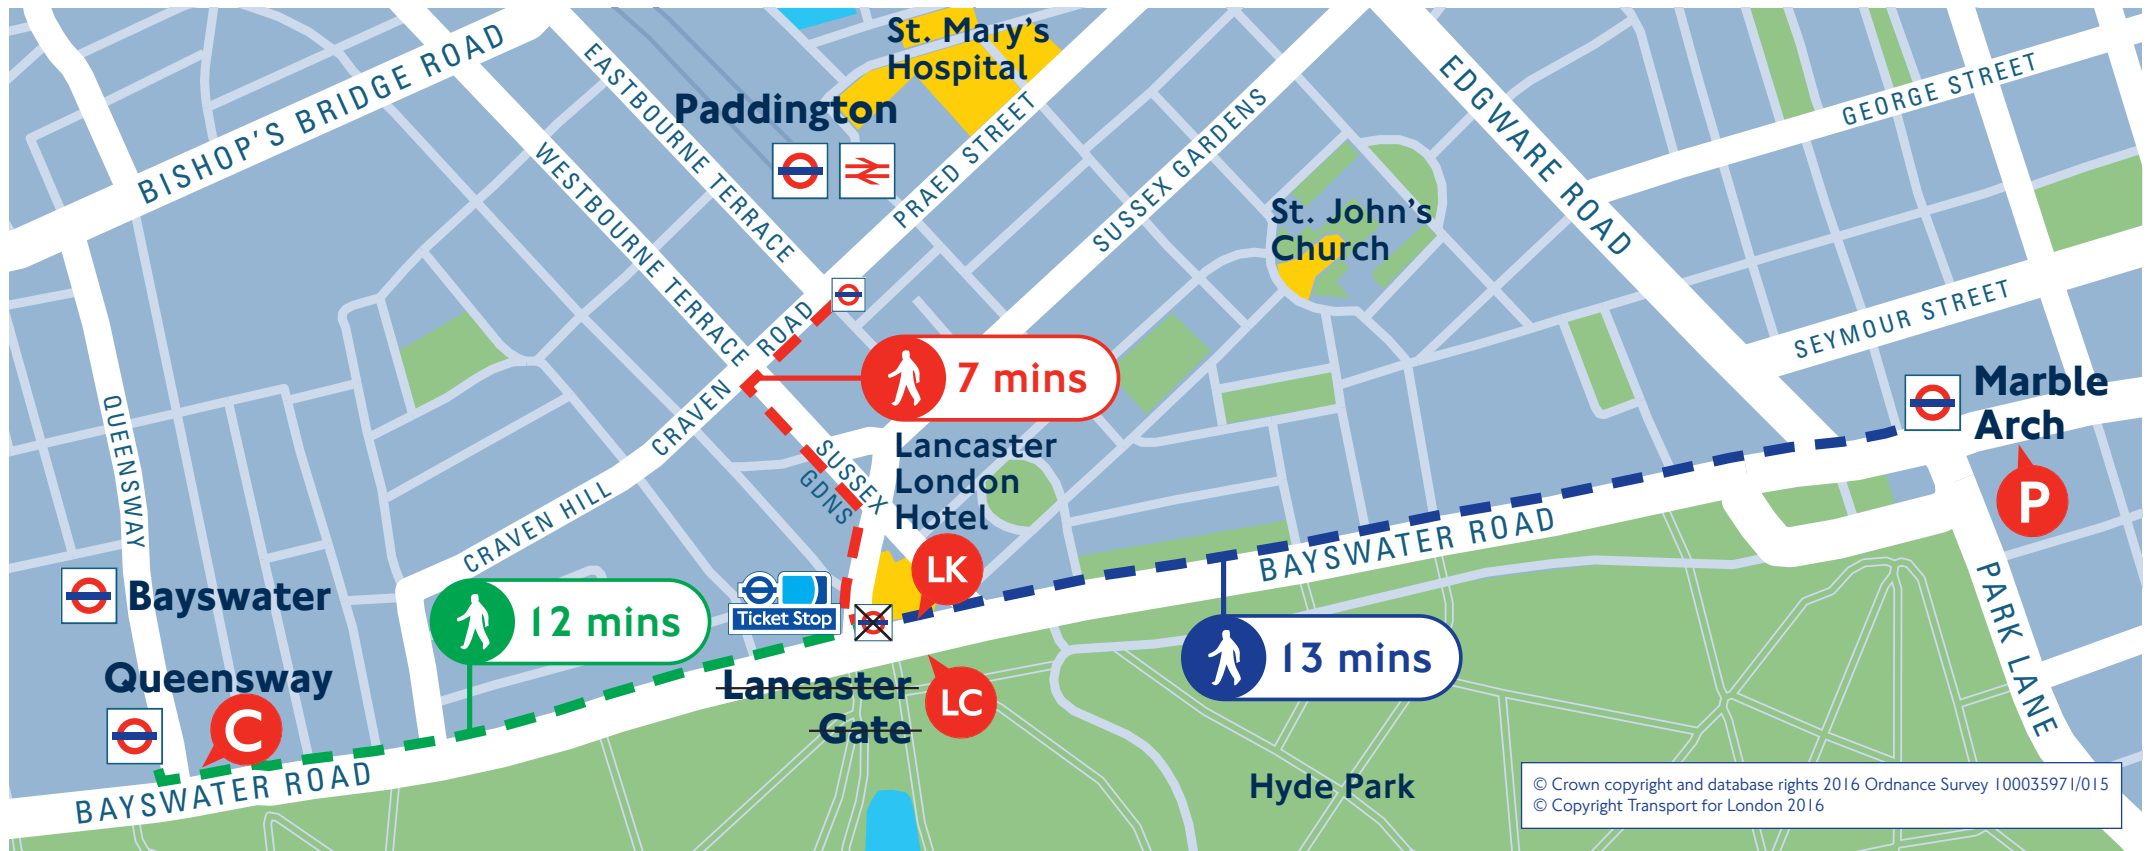 St. Mary's
Hospital
Paddington
BISHOP'S BRIDGE ROAD
EASTBOURNE TERRACE
WESTBOURNE TERRACE
PRAED STREET
SUSSEX GARDENS
EDGWARE ROAD
GEORGE STREET
St. John's
Church
SEYMOUR STREET
CRAVEN ROAD
7 mins
Marble
Arch
P
QUEENSWAY
CRAVEN HILL
SUSSEX
GDNS
Lancaster
London
Hotel
LK
BAYSWATER ROAD
PARK LANE
Bayswater
12 mins
Ticket Stop
13 mins
Queensway
C
Lancaster
Gate
LC
BAYSWATER ROAD
Hyde Park
© Crown copyright and database rights 2016 Ordnance Survey 100035971/015
© Copyright Transport for London 2016